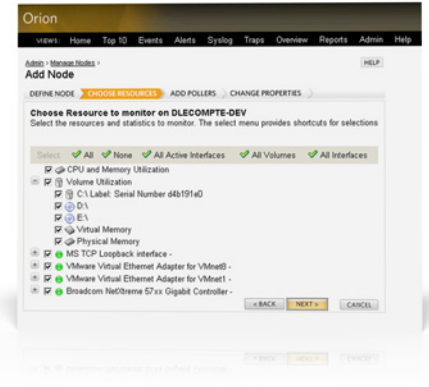 Orion
VIEWS: Home Top 10 Events Alerts Syslog Traps Overview Reports Admin Help
Admin > Manage Nodes >
HELP
Add Node
DEFINE NODE CHOOSE RESOURCES ADD POLLERS CHANGE PROPERTIES
Choose Resource to monitor on DLECOMPTE-DEV
Select the resources and statistics to monitor. The select menu provides shortcuts for selections
Select: All None All Active Interfaces All Volumes All Interfaces
CPU and Memory Utilization
Volume Utilization
C:\ Label: Serial Number d4b191e0
D:\
E:\
Virtual Memory
Physical Memory
MS TCP Loopback interface -
VMware Virtual Ethernet Adapter for VMnet8 -
VMware Virtual Ethernet Adapter for VMnet1 -
Broadcom NetXtreme 57xx Gigabit Controller -
< BACK NEXT > CANCEL